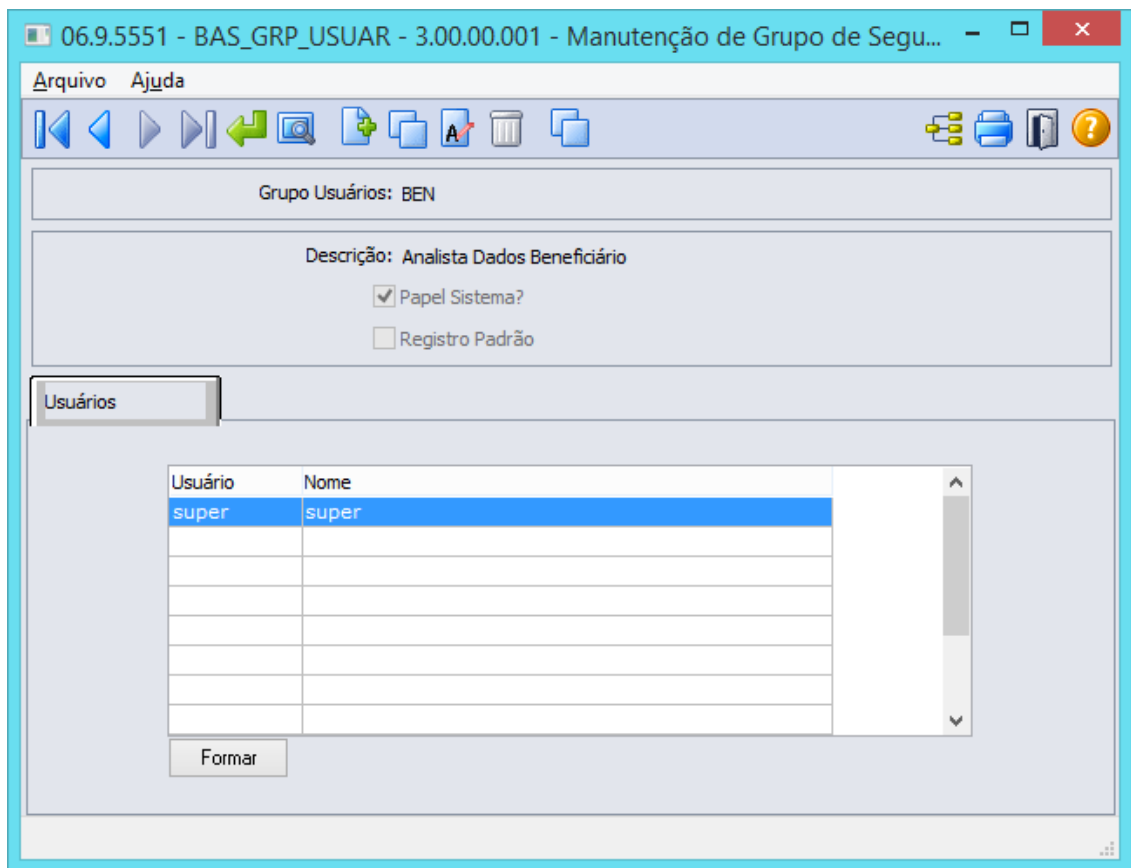 06.9.5551 - BAS_GRP_USUAR - 3.00.00.001 - Manutenção de Grupo de Segu...
Arquivo Ajuda
Grupo Usuários: BEN
Descrição: Analista Dados Beneficiário
Papel Sistema?
Registro Padrão
Usuários
Usuário Nome
super super
Formar